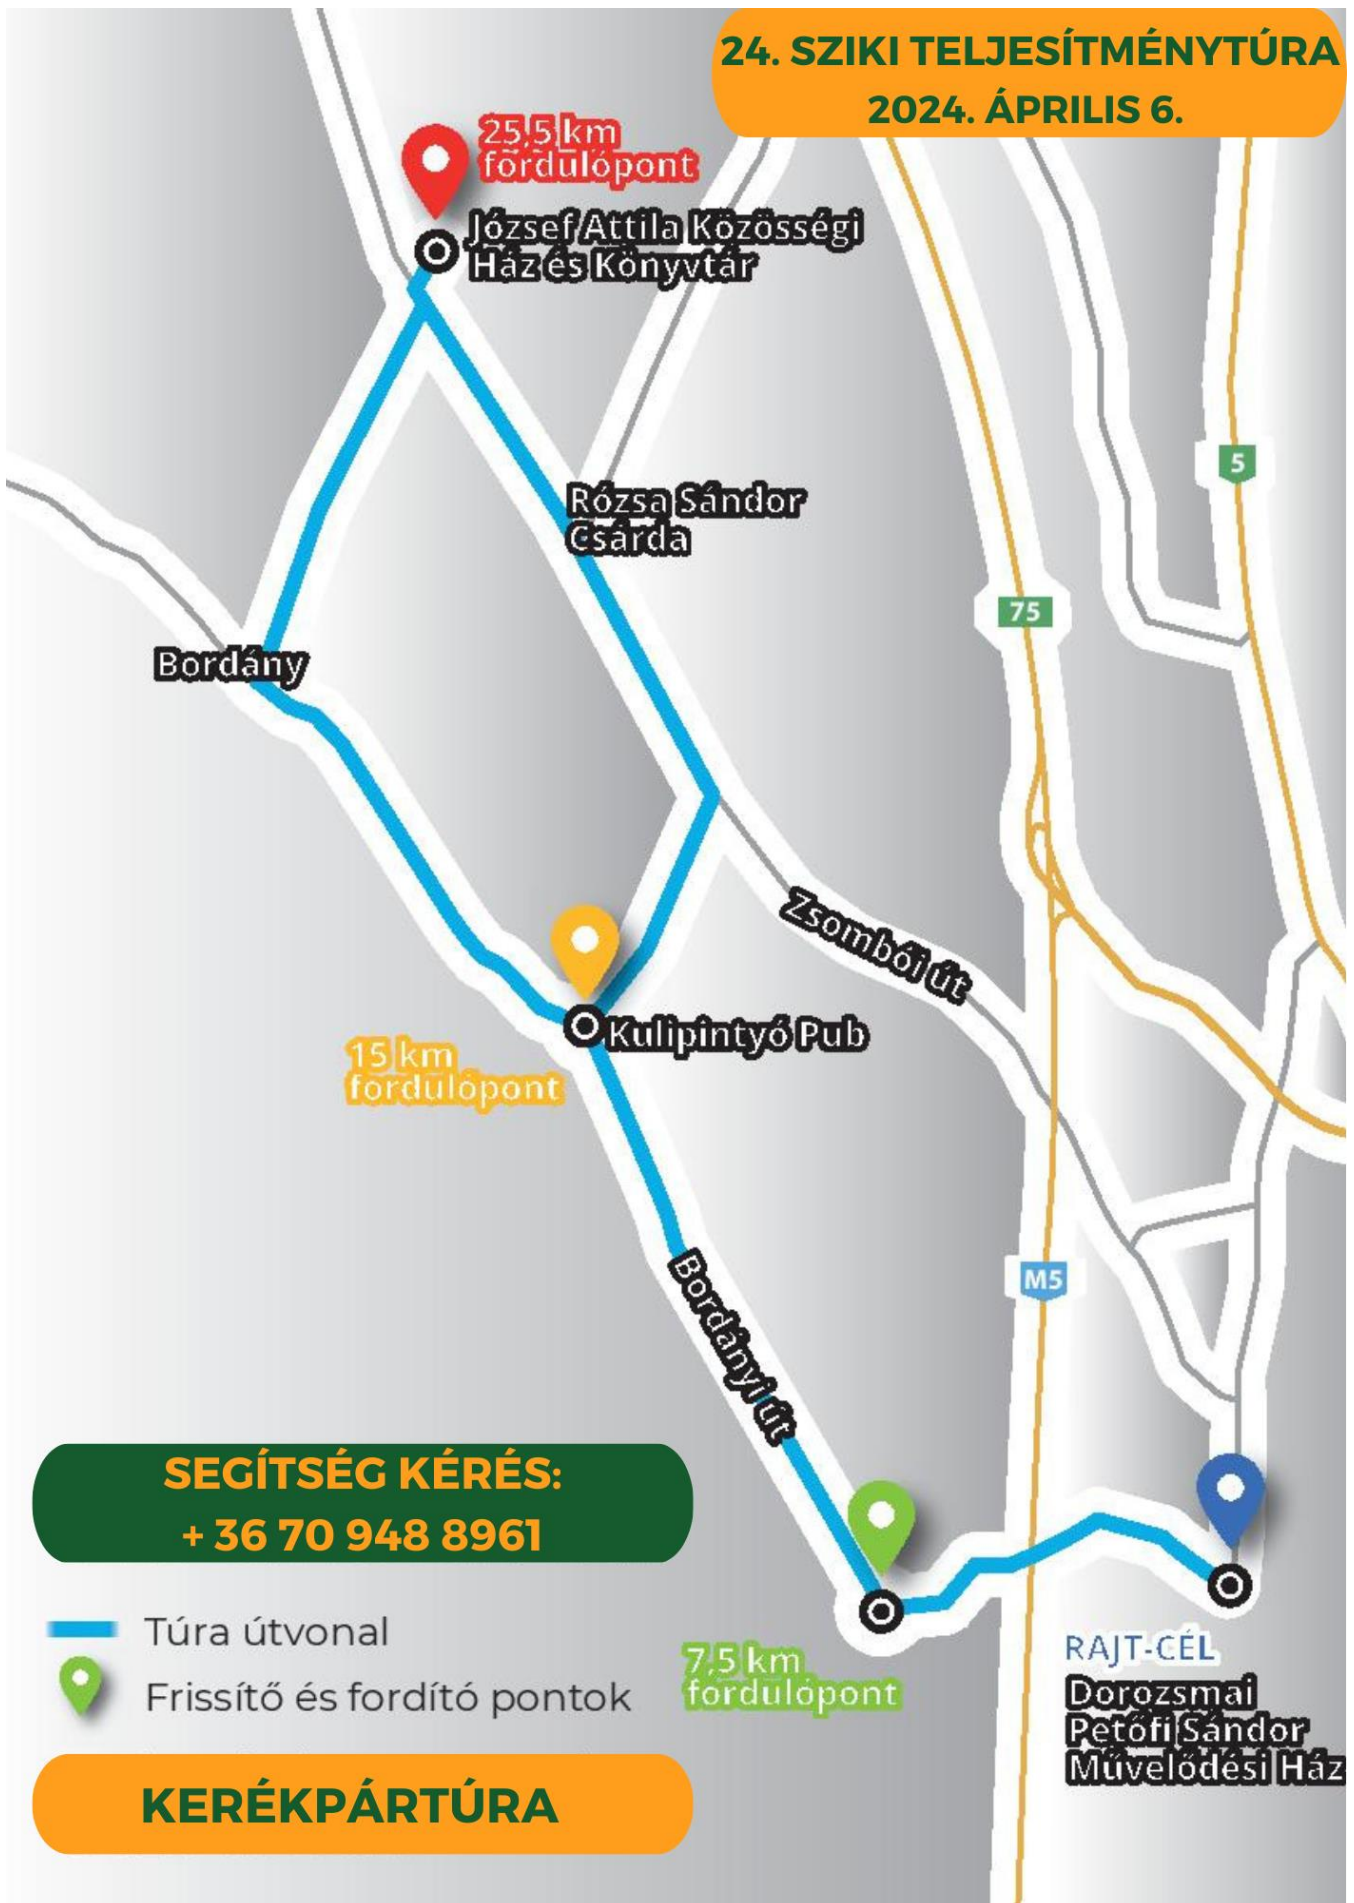 24. SZIKI TELJESÍTMÉNYTÚRA
2024. ÁPRILIS 6.
25,5 km
fordulópont
József Attila Közösségi
Ház és Könyvtár
Rózsa Sándor
Csárda
5
75
Bordány
Zsombói út
Kulipintyó Pub
15 km
fordulópont
M5
Bordányi út
SEGÍTSÉG KÉRÉS:
+ 36 70 948 8961
Túra útvonal
Frissítő és fordító pontok
7,5 km
fordulópont
RAJT-CÉL
Dorozsmai
Petőfi Sándor
Művelődési Ház
KERÉKPÁRTÚRA